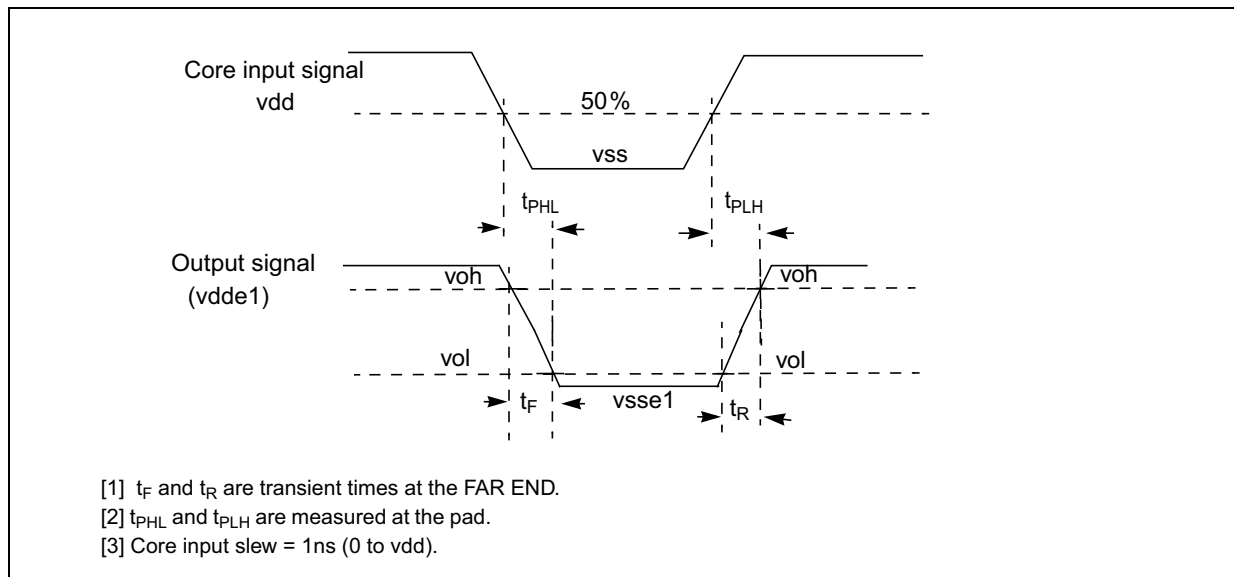 Core input signal
vdd
50%
vss
tPHL
tPLH
Output signal
(vdde1)
voh
voh
vol
vol
tF
vsse1
tR
[1] tF and tR are transient times at the FAR END.
[2] tPHL and tPLH are measured at the pad.
[3] Core input slew = 1ns (0 to vdd).